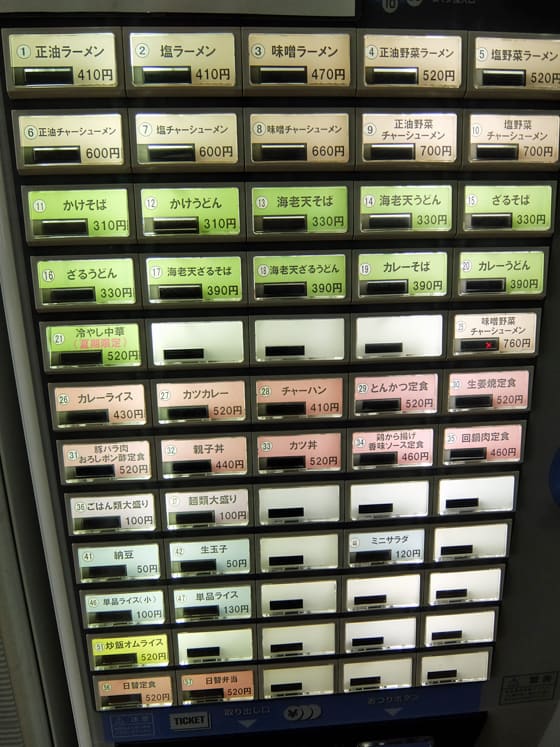 ① 正油ラーメン 410円
② 塩ラーメン 410円
③ 味噌ラーメン 470円
④ 正油野菜ラーメン 520円
⑤ 塩野菜ラーメン 520円
⑥ 正油チャーシューメン 600円
⑦ 塩チャーシューメン 600円
⑧ 味噌チャーシューメン 660円
⑨ 正油野菜
チャーシューメン 700円
⑩ 塩野菜
チャーシューメン 700円
⑪ かけそば 310円
⑫ かけうどん 310円
⑬ 海老天そば 330円
⑭ 海老天うどん 330円
⑮ ざるそば 330円
⑯ ざるうどん 330円
⑰ 海老天ざるそば 390円
⑱ 海老天ざるうどん 390円
⑲ カレーそば 390円
⑳ カレーうどん 390円
㉑ 冷やし中華
(夏期限定)
520円
㉕ 味噌野菜
チャーシューメン
× 760円
㉖ カレーライス 430円
㉗ カツカレー 520円
㉘ チャーハン 410円
㉙ とんかつ定食 520円
㉚ 生姜焼定食 520円
㉛ 豚バラ肉
おろしポン酢定食 520円
㉜ 親子丼 440円
㉝ カツ丼 520円
㉞ 鶏から揚げ
香味ソース定食 460円
㉟ 回鍋肉定食 460円
㊱ ごはん類大盛り 100円
㊲ 麺類大盛り 100円
㊶ 納豆 50円
㊷ 生玉子 50円
㊹ ミニサラダ 120円
㊻ 単品ライス(小) 100円
㊼ 単品ライス 130円
51 炒飯オムライス 520円
56 日替定食 520円
57 日替弁当 520円
注意
TICKET
取り出し口
¥
おつりボタン
警告